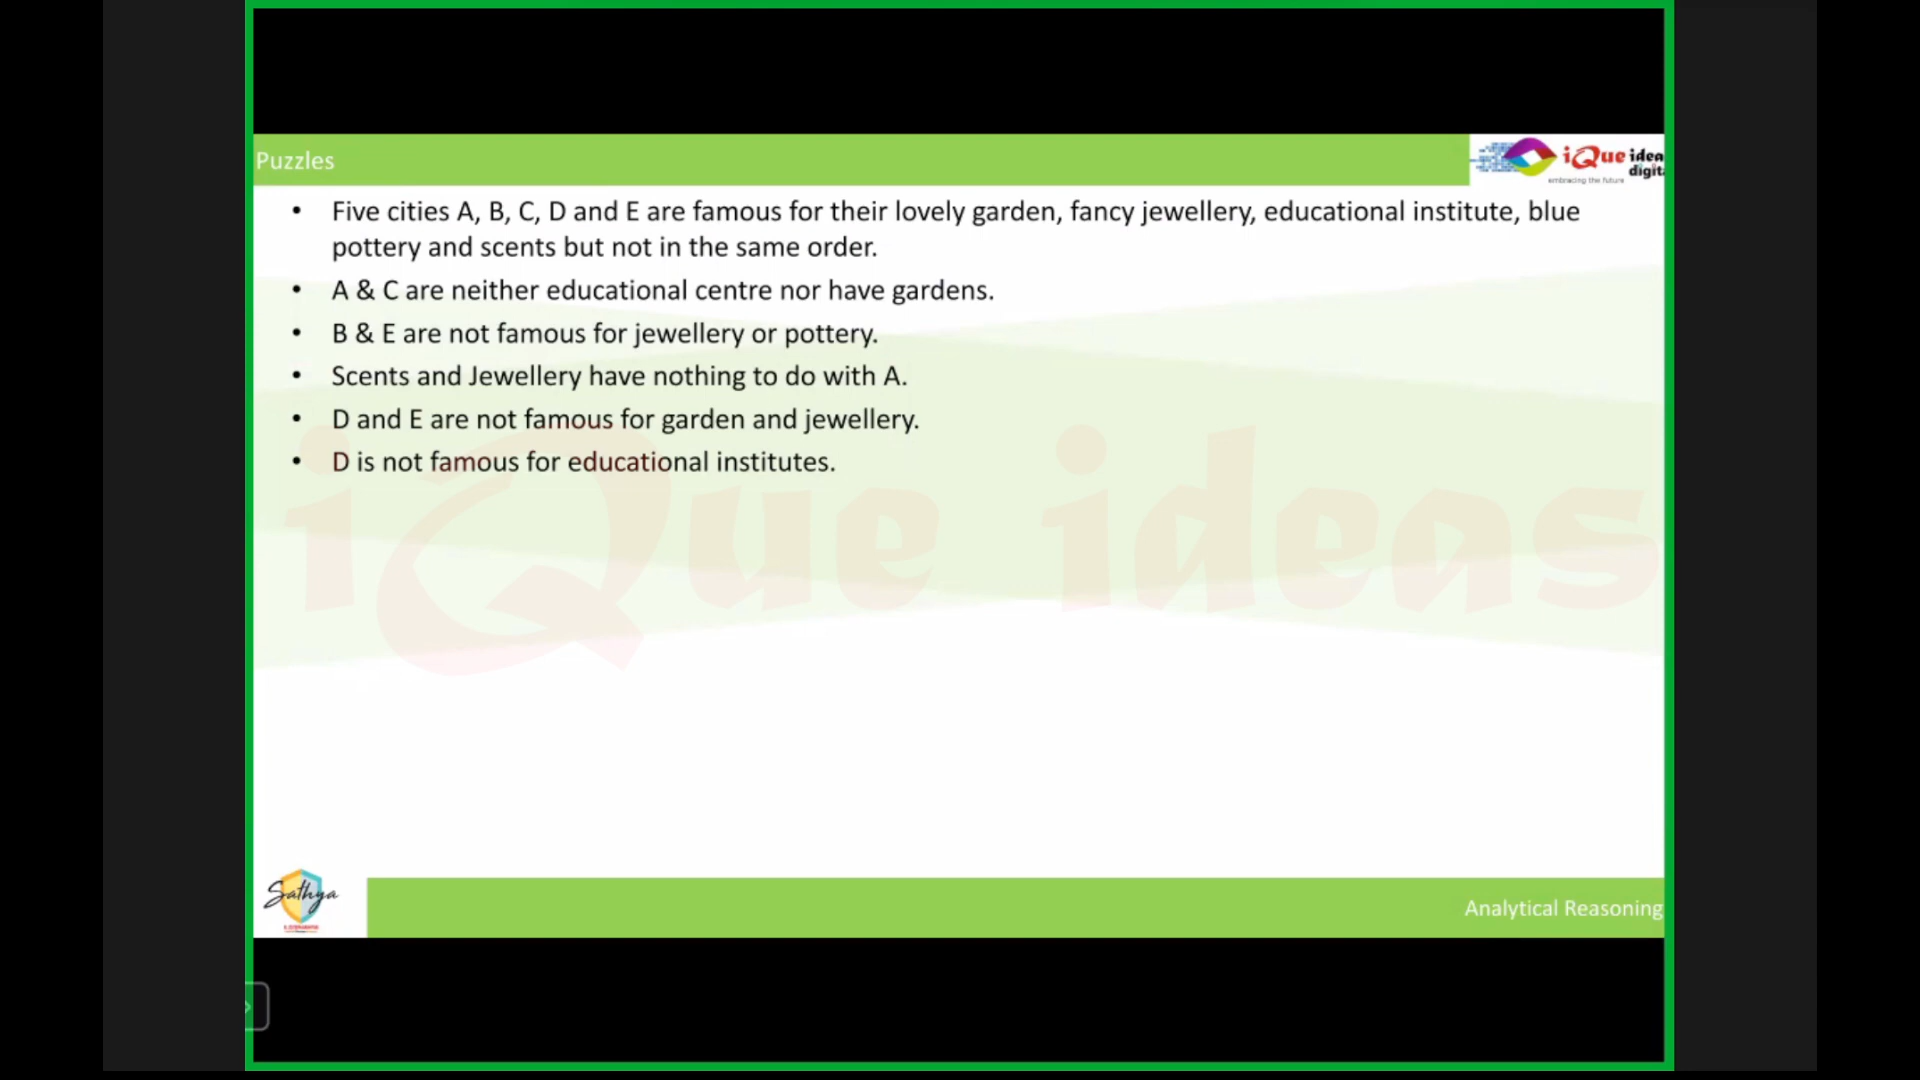 Puzzles
iQue idea
digit
embracing the future
• Five cities A, B, C, D and E are famous for their lovely garden, fancy jewellery, educational institute, blue
pottery and scents but not in the same order.
• A & C are neither educational centre nor have gardens.
• B & E are not famous for jewellery or pottery.
• Scents and Jewellery have nothing to do with A.
• D and E are not famous for garden and jewellery.
• D is not famous for educational institutes.
iQue ideas
Sathya
Analytical Reasoning